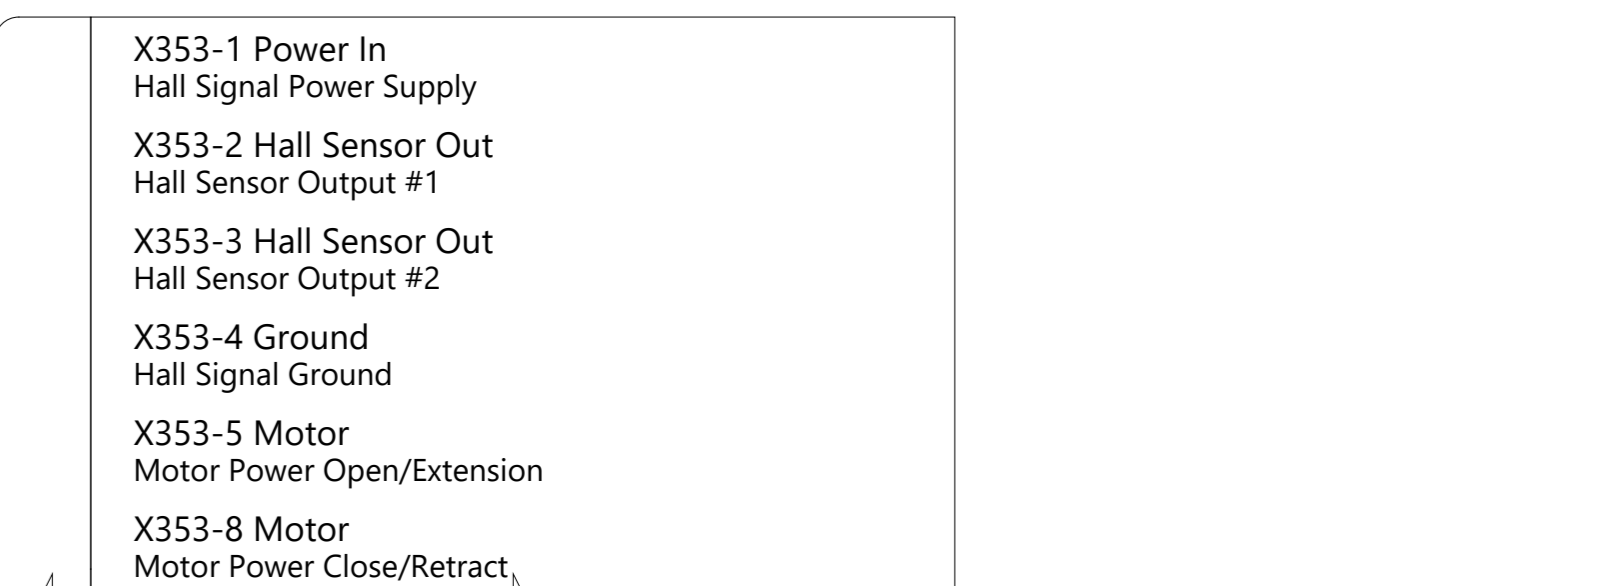 X353-1 Power In
Hall Signal Power Supply
X353-2 Hall Sensor Out
Hall Sensor Output #1
X353-3 Hall Sensor Out
Hall Sensor Output #2
X353-4 Ground
Hall Signal Ground
X353-5 Motor
Motor Power Open/Extension
X353-8 Motor
Motor Power Close/Retract